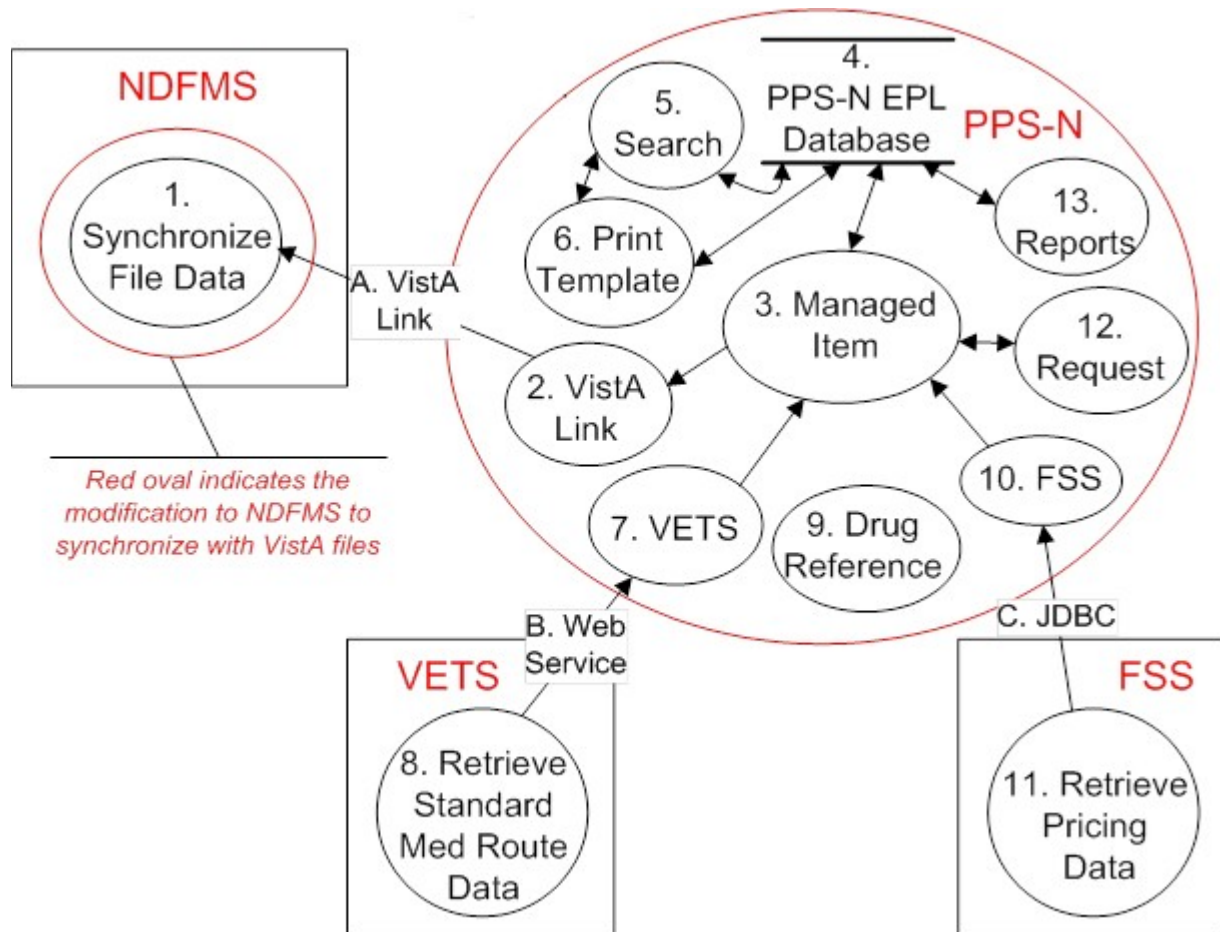 NDFMS
1.
Synchronize
File Data
A. VistA
Link
Red oval indicates the
modification to NDFMS to
synchronize with VistA files
PPS-N
4.
PPS-N EPL
Database
5.
Search
6. Print
Template
13.
Reports
3. Managed
Item
12.
Request
2. VistA
Link
10. FSS
7. VETS
9. Drug
Reference
B. Web
Service
C. JDBC
VETS
8. Retrieve
Standard
Med Route
Data
FSS
11. Retrieve
Pricing
Data